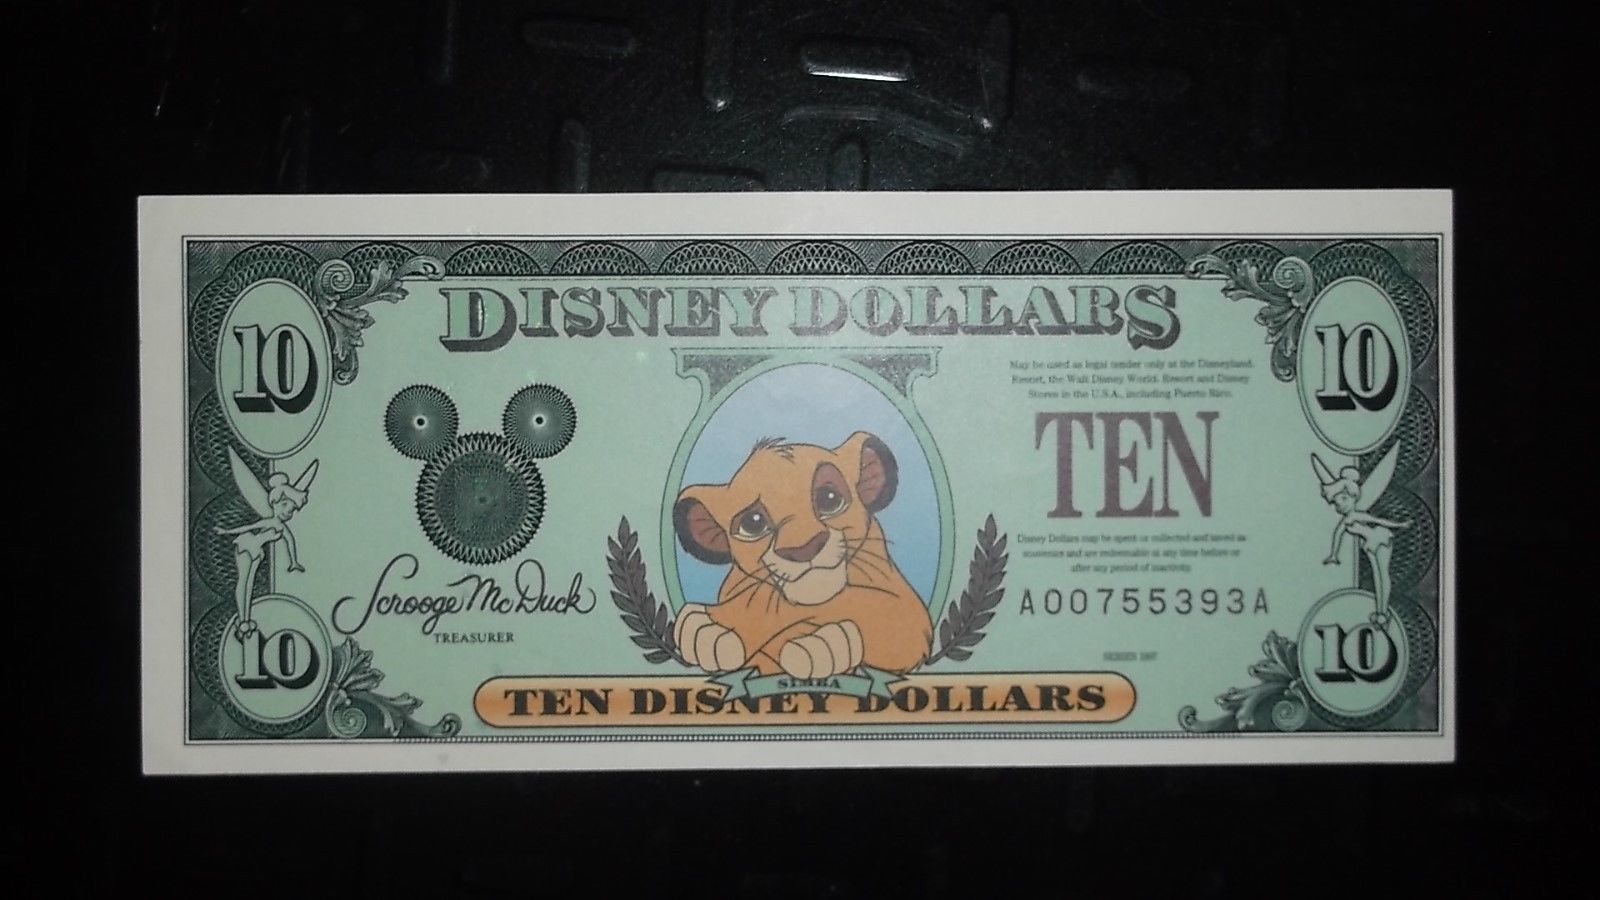 DISNEY DOLLARS
10
10
May be used as legal tender only at the Disneyland
Resort, the Walt Disney World Resort and Disney
Stores in the U.S.A., including Puerto Rico.
TEN
Disney Dollars may be spent or collected and saved as
souvenirs and are redeemable at any time before or
after any period of inactivity.
A00755393A
Scrooge McDuck
TREASURER
SERIES 1997
10
10
SIMBA
TEN DISNEY DOLLARS